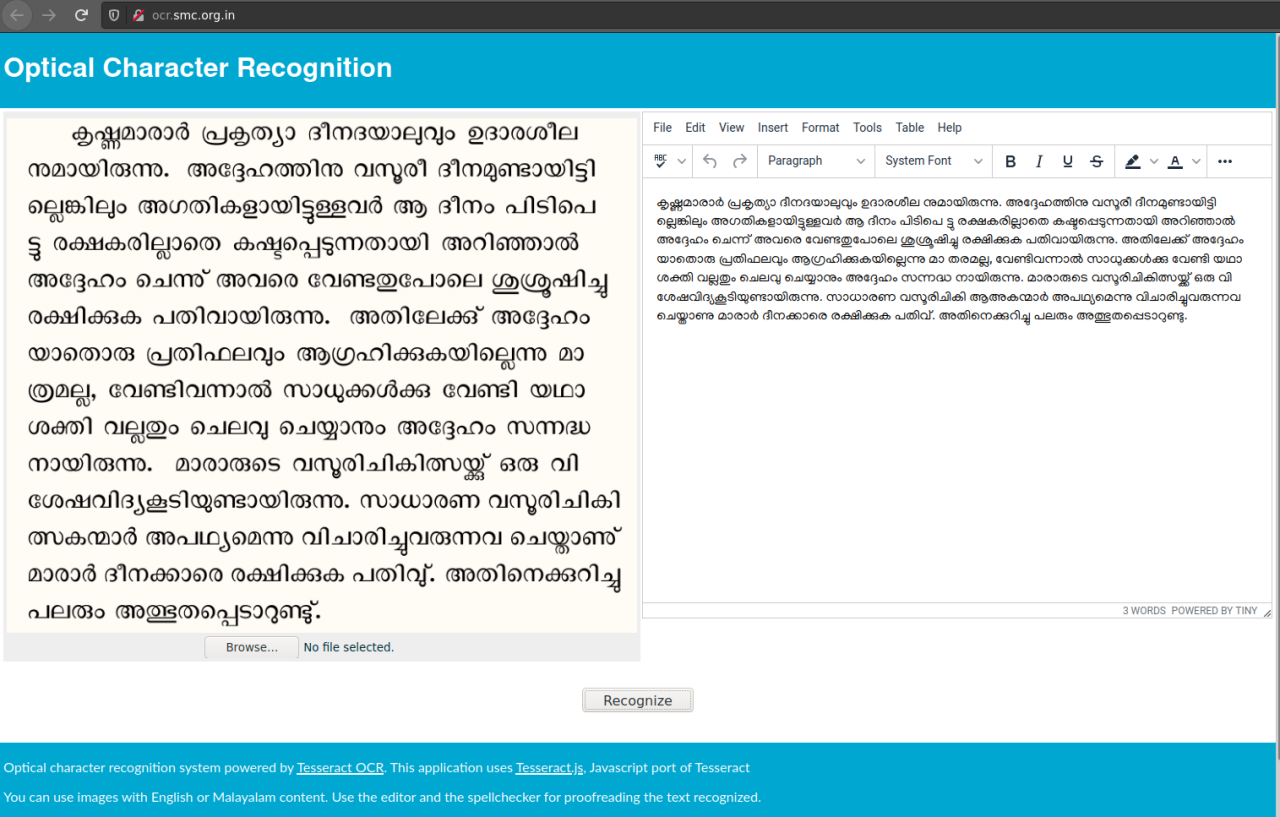 ocr.smc.org.in
Optical Character Recognition
കൃഷ്ണമാരാർ പ്രകൃത്യാ ദീനദയാലുവും ഉദാരശീല
നുമായിരുന്നു. അദ്ദേഹത്തിനു വസൂരീ ദീനമുണ്ടായിട്ടി
ല്ലെങ്കിലും അഗതികളായിട്ടുള്ളവർ ആ ദീനം പിടിപെ
ട്ടു രക്ഷകരില്ലാതെ കഷ്ടപ്പെടുന്നതായി അറിഞ്ഞാൽ
അദ്ദേഹം ചെന്നു് അവരെ വേണ്ടതുപോലെ ശുശ്രൂഷിച്ചു
രക്ഷിക്കുക പതിവായിരുന്നു. അതിലേക്കു് അദ്ദേഹം
യാതൊരു പ്രതിഫലവും ആഗ്രഹിക്കുകയില്ലെന്നു മാ
ത്രമല്ല, വേണ്ടിവന്നാൽ സാധുക്കൾക്കു വേണ്ടി യഥാ
ശക്തി വല്ലതും ചെലവു ചെയ്യാനും അദ്ദേഹം സന്നദ്ധ
നായിരുന്നു. മാരാരുടെ വസൂരിചികിത്സയ്ക്കു് ഒരു വി
ശേഷവിദ്യകൂടിയുണ്ടായിരുന്നു. സാധാരണ വസൂരിചികി
ത്സകന്മാർ അപഥ്യമെന്നു വിചാരിച്ചുവരുന്നവ ചെയ്താണു്
മാരാർ ദീനക്കാരെ രക്ഷിക്കുക പതിവു്. അതിനെക്കുറിച്ചു
പലരും അത്ഭുതപ്പെടാറുണ്ടു്.
Browse... No file selected.
File Edit View Insert Format Tools Table Help
ABC Paragraph System Font B I U S A
കൃഷ്ണമാരാർ പ്രകൃത്യാ ദീനദയാലുവും ഉദാരശീല നുമായിരുന്നു. അദ്ദേഹത്തിനു വസൂരീ ദീനമുണ്ടായിട്ടി
ല്ലെങ്കിലും അഗതികളായിട്ടുള്ളവർ ആ ദീനം പിടിപെ ട്ടു രക്ഷകരില്ലാതെ കഷ്ടപ്പെടുന്നതായി അറിഞ്ഞാൽ
അദ്ദേഹം ചെന്ന് അവരെ വേണ്ടതുപോലെ ശുശ്രൂഷിച്ചു രക്ഷിക്കുക പതിവായിരുന്നു. അതിലേക്ക് അദ്ദേഹം
യാതൊരു പ്രതിഫലവും ആഗ്രഹിക്കുകയില്ലെന്നു മാ തരമല്ല, വേണ്ടിവന്നാൽ സാധുക്കൾക്കു വേണ്ടി യഥാ
ശക്തി വല്ലതും ചെലവു ചെയ്യാനും അദ്ദേഹം സന്നദ്ധ നായിരുന്നു. മാരാരുടെ വസൂരിചികിത്സയ്ക്ക് ഒരു വി
ശേഷവിദ്യകൂടിയുണ്ടായിരുന്നു. സാധാരണ വസൂരിചികി ആഅകന്മാർ അപഥ്യമെന്നു വിചാരിച്ചുവരുന്നവ
ചെയ്താണു മാരാർ ദീനക്കാരെ രക്ഷിക്കുക പതിവ്. അതിനെക്കുറിച്ചു പലരും അത്ഭുതപ്പെടാറുണ്ടു.
3 WORDS POWERED BY TINY
Recognize
Optical character recognition system powered by Tesseract OCR. This application uses Tesseract.js, Javascript port of Tesseract
You can use images with English or Malayalam content. Use the editor and the spellchecker for proofreading the text recognized.